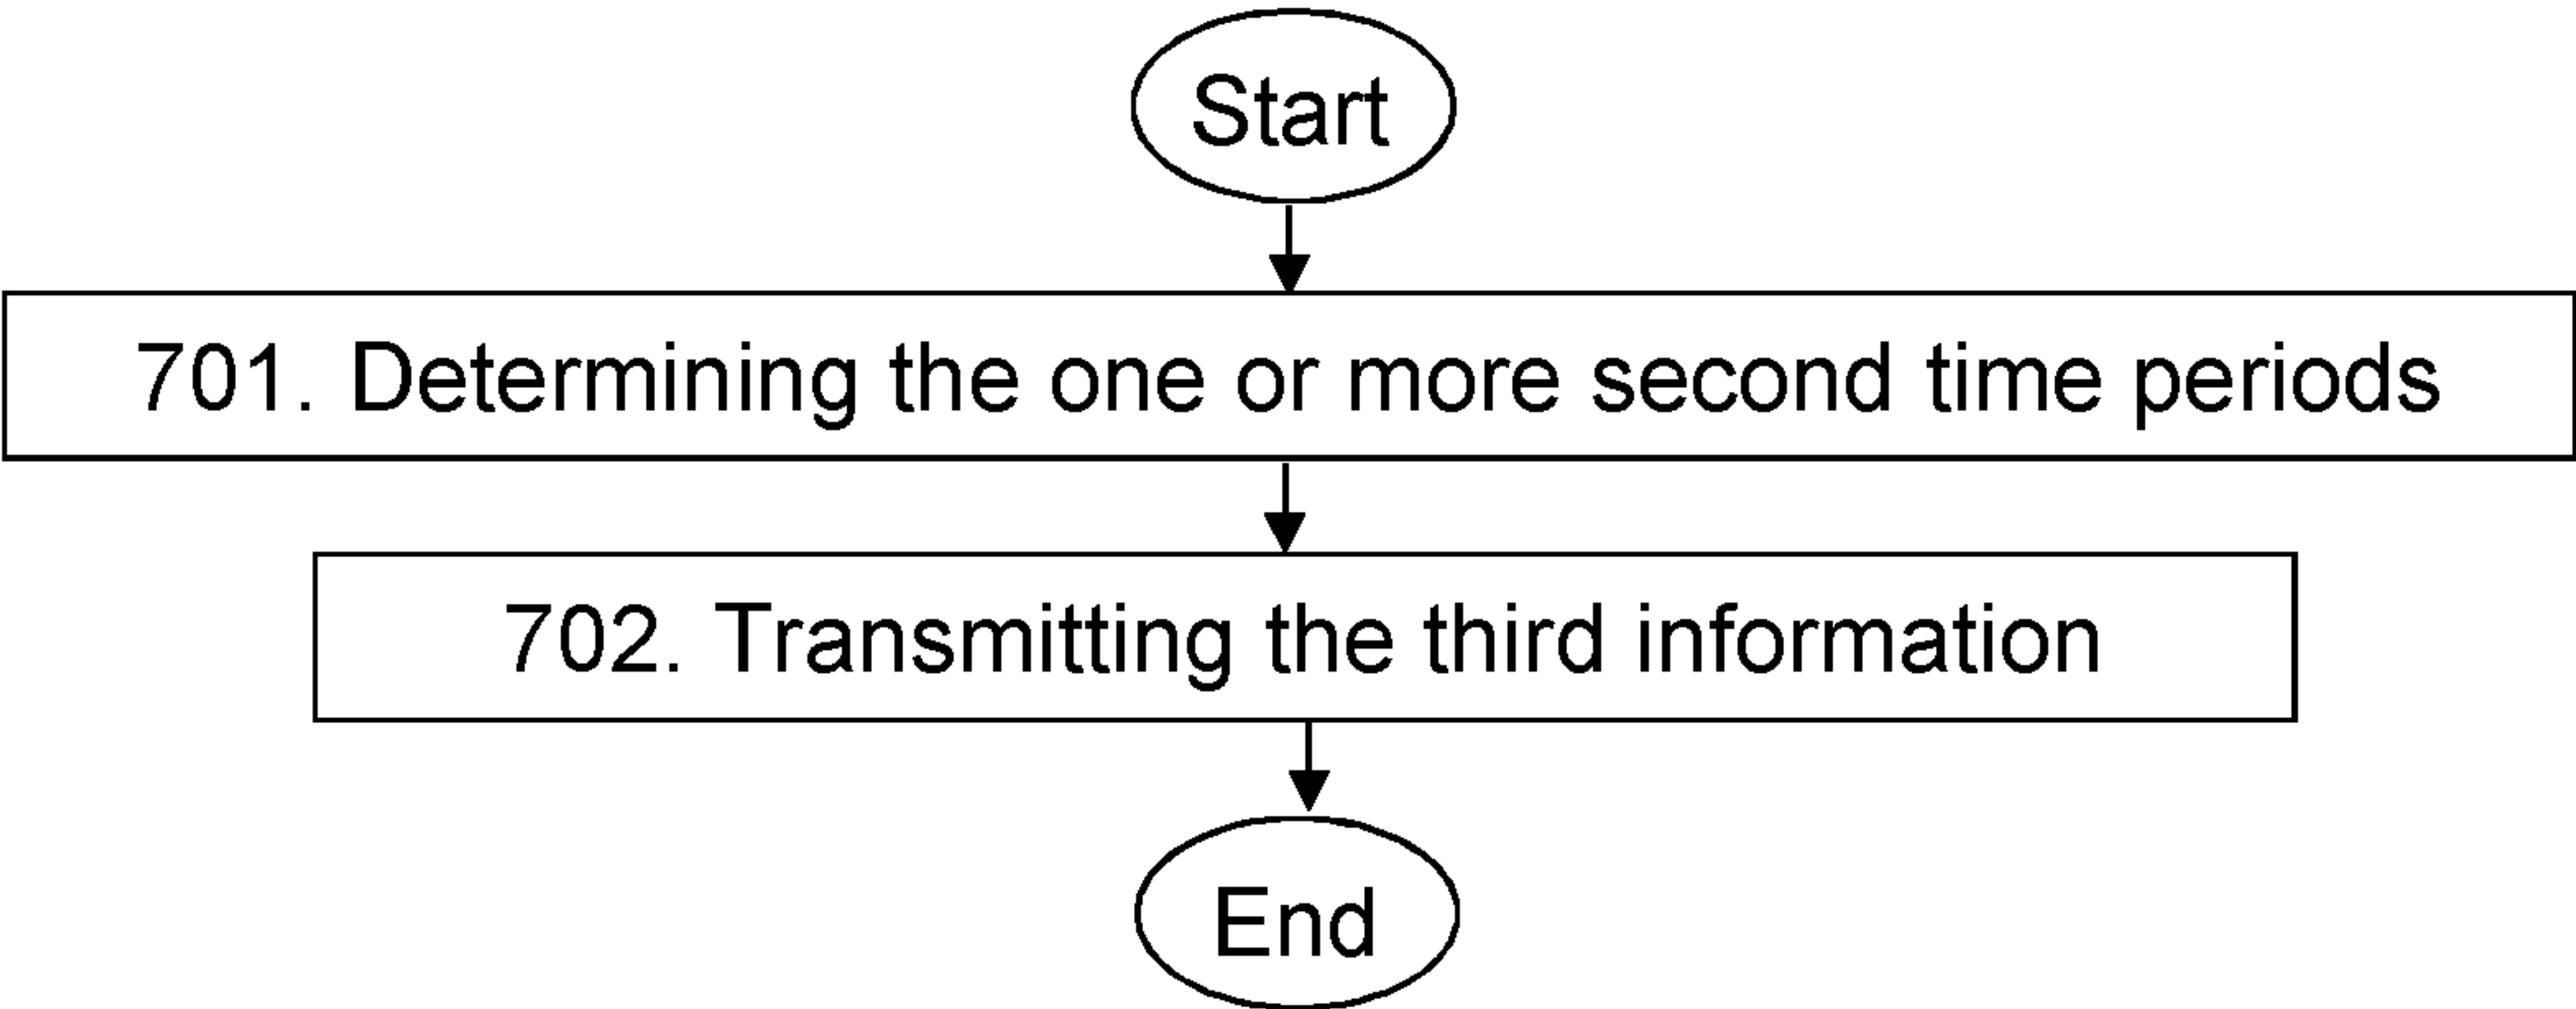 Start
701. Determining the one or more second time periods
702. Transmitting the third information
End